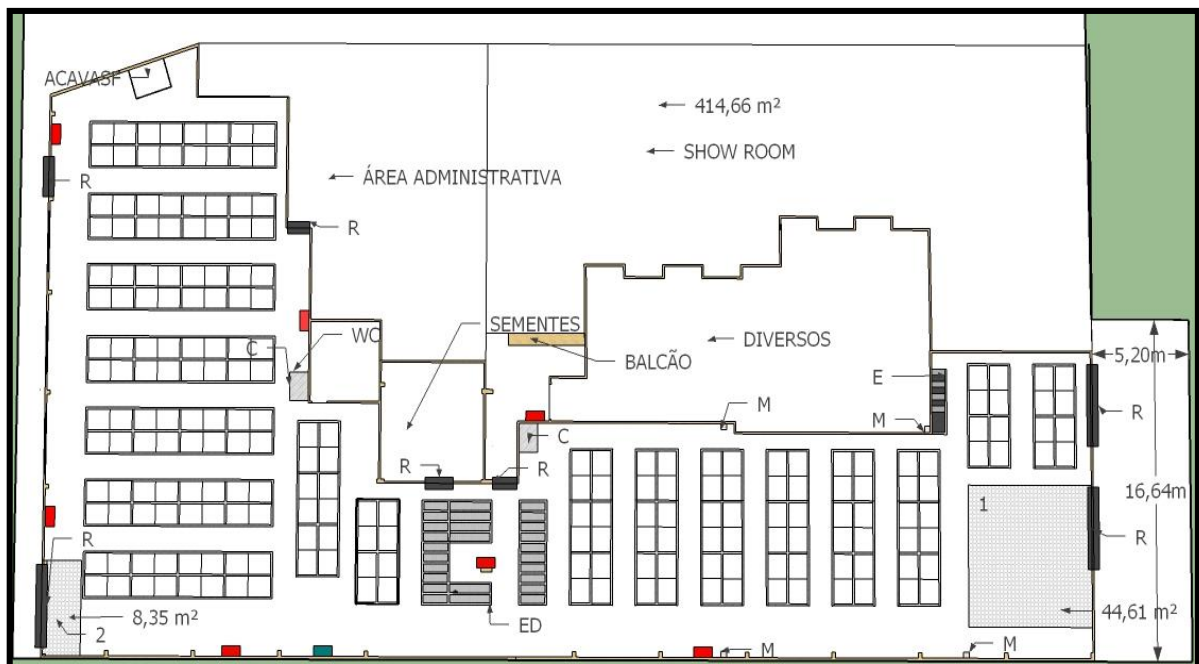 ACAVASF
414,66 m²
SHOW ROOM
R
ÁREA ADMINISTRATIVA
R
SEMENTES
WC
C
BALCÃO
DIVERSOS
5,20m
E
R
M
M
C
R
R
16,64m
1
R
R
44,61 m²
8,35 m²
2
ED
M
M